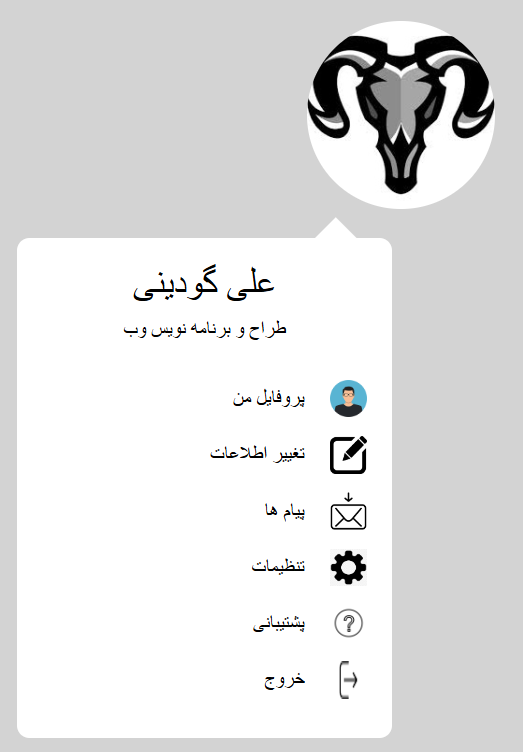 علی گودینی
طراح و برنامه نویس وب
پروفایل من
تغییر اطلاعات
پیام ها
تنظیمات
پشتیبانی
خروج